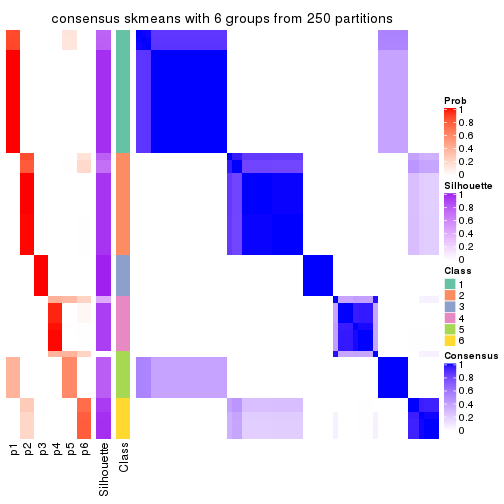 consensus skmeans with 6 groups from 250 partitions
Prob
1
0.8
0.6
0.4
0.2
0
Silhouette
1
0.8
0.6
0.4
0.2
0
Class
1
2
3
4
5
6
Consensus
1
0.8
0.6
0.4
0.2
0
p1
p2
p3
p4
p5
p6
Silhouette
Class